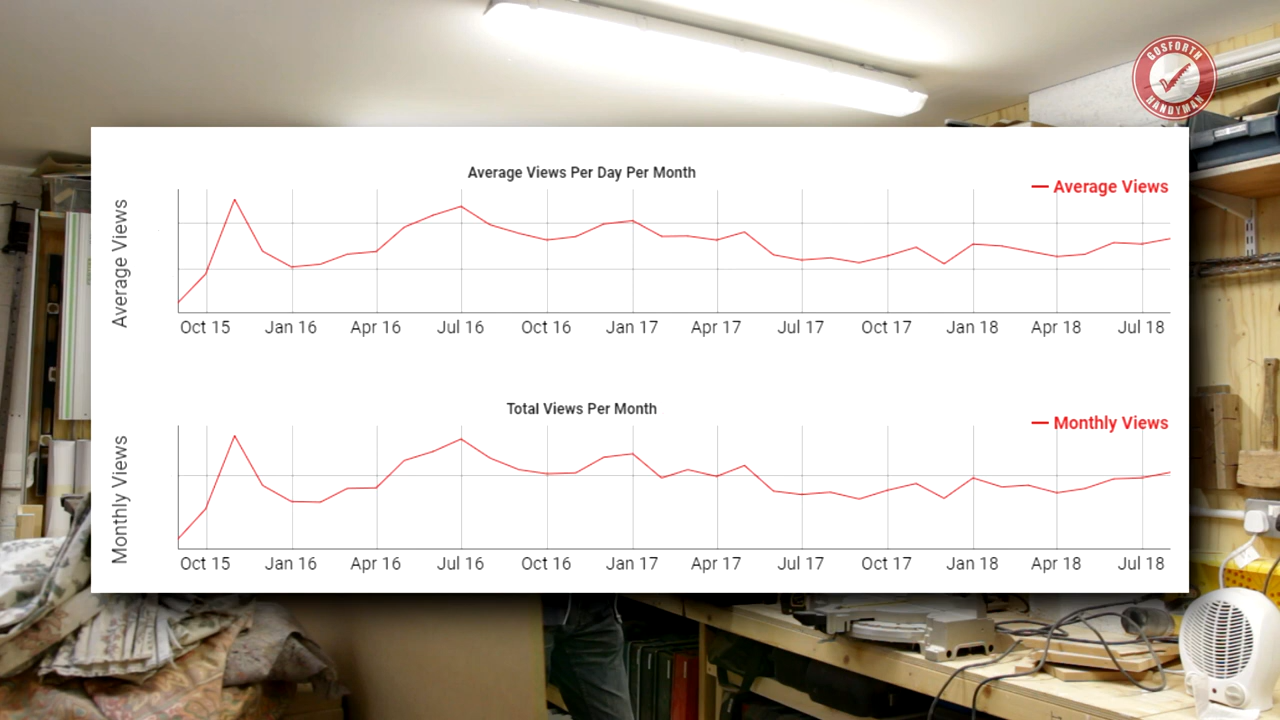 GOSFORTH
HANDYMAN
Average Views Per Day Per Month
Average Views
Average Views
Oct 15 Jan 16 Apr 16 Jul 16 Oct 16 Jan 17 Apr 17 Jul 17 Oct 17 Jan 18 Apr 18 Jul 18
Total Views Per Month
Monthly Views
Monthly Views
Oct 15 Jan 16 Apr 16 Jul 16 Oct 16 Jan 17 Apr 17 Jul 17 Oct 17 Jan 18 Apr 18 Jul 18